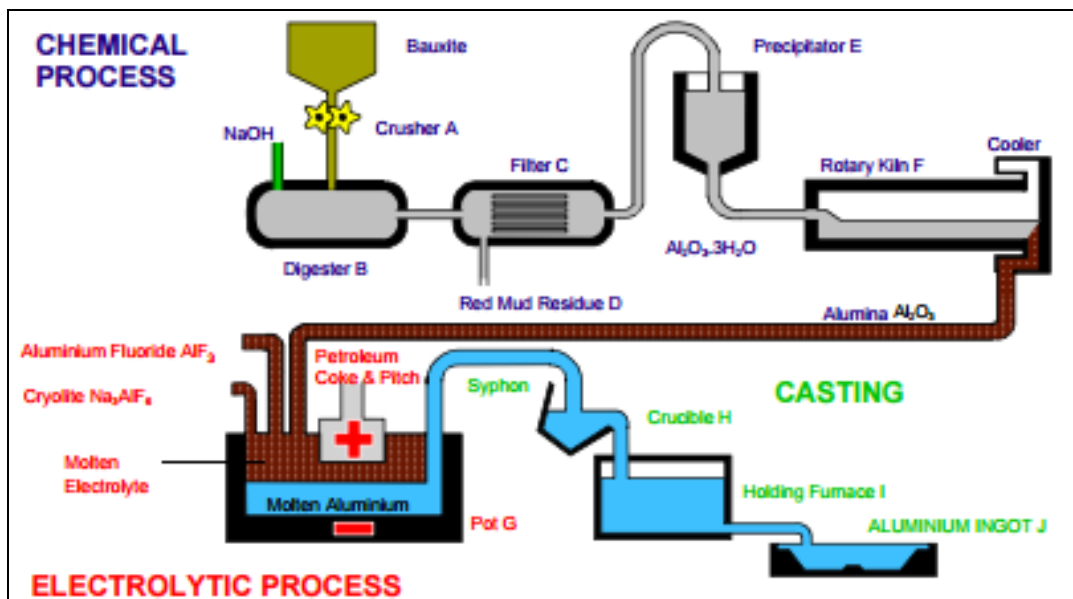 CHEMICAL
PROCESS
Bauxite
Precipitator E
NaOH
Crusher A
Filter C
Cooler
Rotary Kiln F
Digester B
Al₂O₃.3H₂O
Red Mud Residue D
Alumina Al₂O₃
Aluminium Fluoride AlF₃
Petroleum
Coke & Pitch
Cryolite Na₃AlF₆
Syphon
CASTING
Crucible H
+
Molten
Electrolyte
Molten Aluminium
Holding Furnace I
Pot G
ALUMINIUM INGOT J
ELECTROLYTIC PROCESS